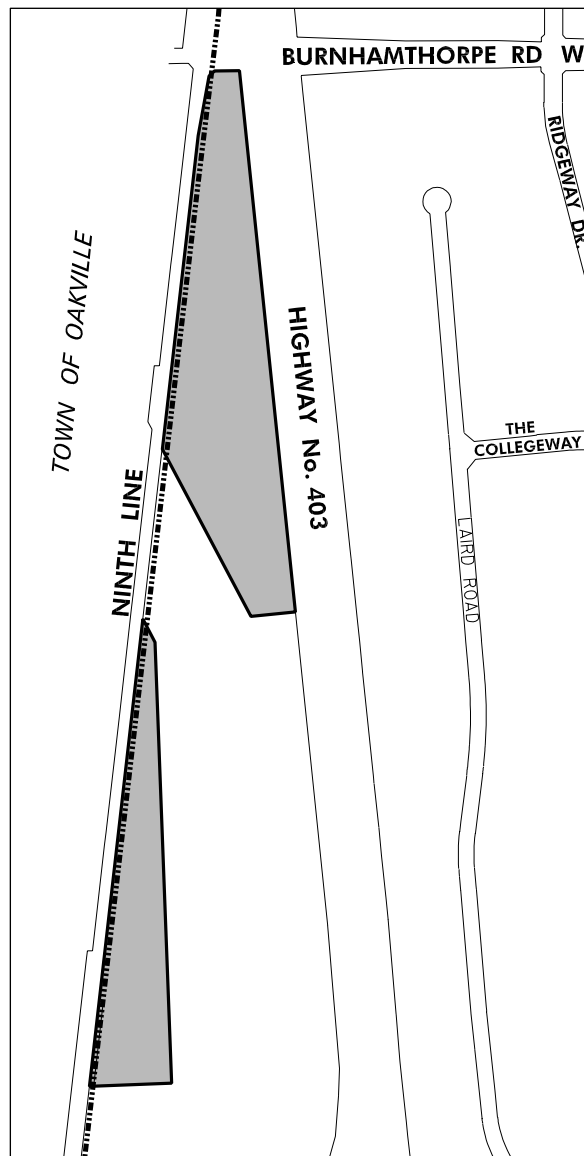 BURNHAMTHORPE RD W
RIDGEWAY DR.
TOWN OF OAKVILLE
HIGHWAY No. 403
THE
COLLEGEWAY
NINTH LINE
LAIRD ROAD